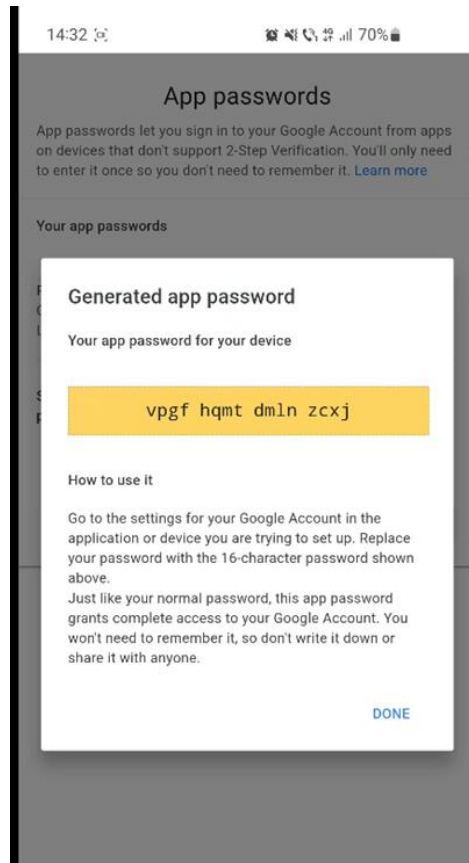 14:32 70%
App passwords
App passwords let you sign in to your Google Account from apps
on devices that don't support 2-Step Verification. You'll only need
to enter it once so you don't need to remember it. Learn more
Your app passwords
Generated app password
Your app password for your device
vpgf hqmt dmln zcxj
How to use it
Go to the settings for your Google Account in the
application or device you are trying to set up. Replace
your password with the 16-character password shown
above.
Just like your normal password, this app password
grants complete access to your Google Account. You
won't need to remember it, so don't write it down or
share it with anyone.
DONE